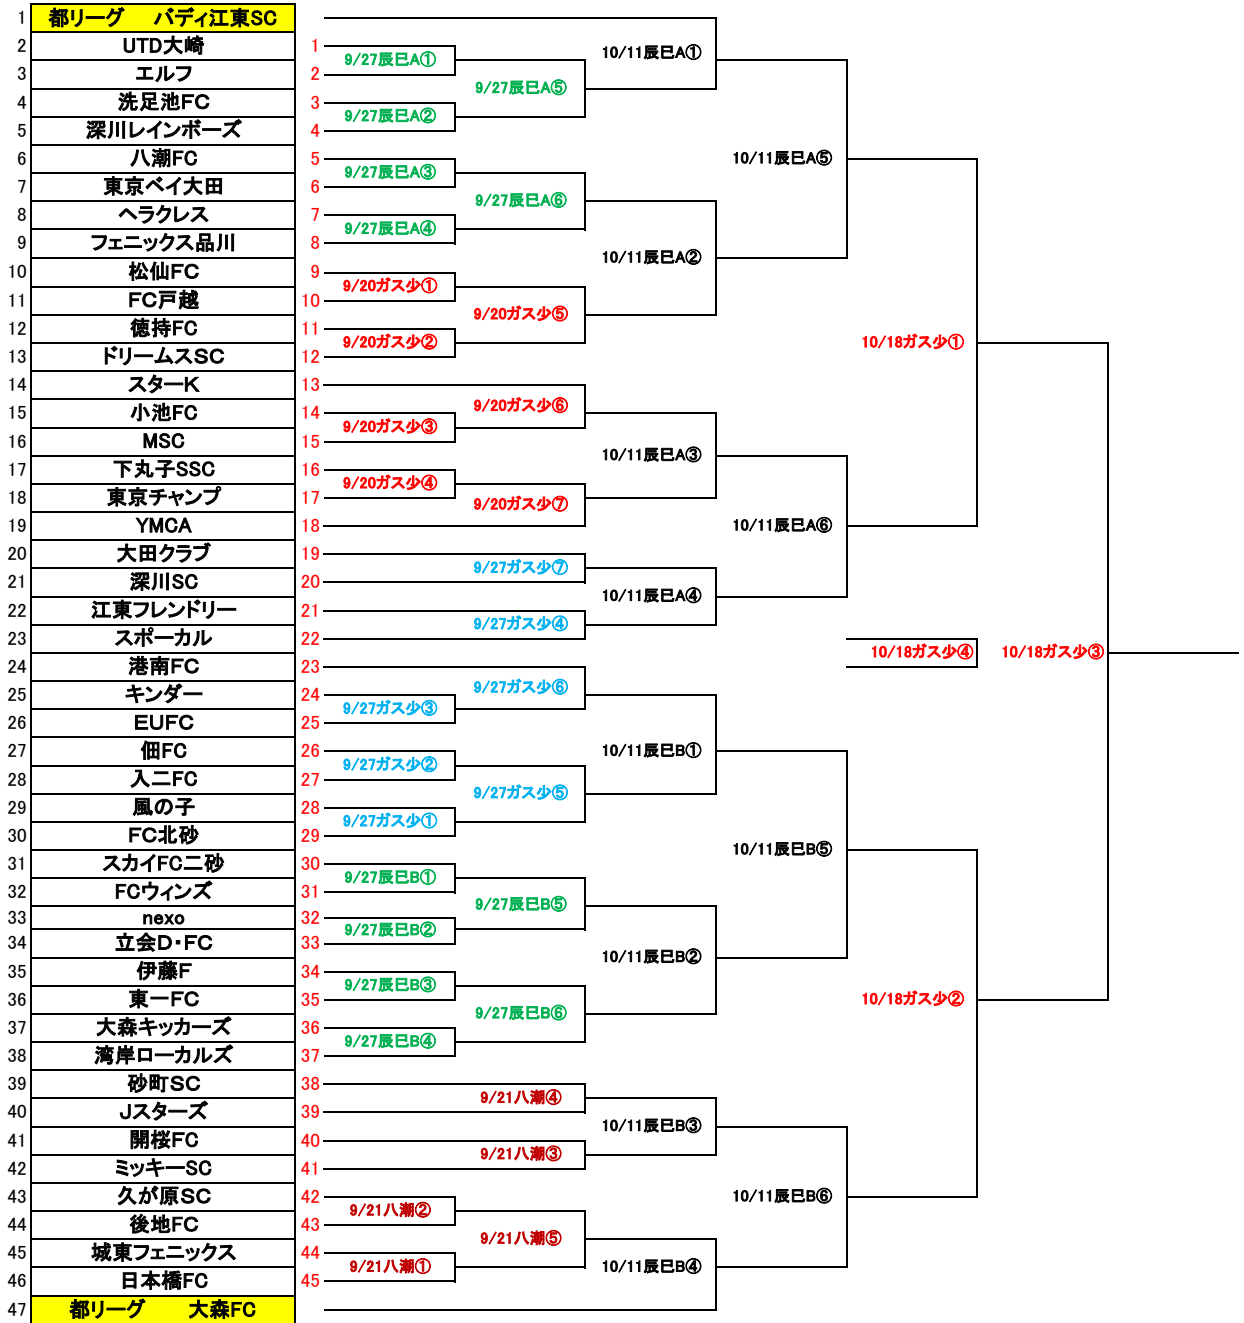 1 都リーグ バディ江東SC
2 UTD大崎 1
9/27辰巳A①
3 エルフ 2
10/11辰巳A①
9/27辰巳A⑤
4 洗足池FC 3
9/27辰巳A②
5 深川レインボーズ 4
10/11辰巳A⑤
6 八潮FC 5
9/27辰巳A③
7 東京ベイ大田 6
9/27辰巳A⑥
8 ヘラクレス 7
9/27辰巳A④
9 フェニックス品川 8
10/11辰巳A②
10 松仙FC 9
9/20ガス少①
11 FC戸越 10
9/20ガス少⑤
12 徳持FC 11
9/20ガス少②
13 ドリームスSC 12
10/18ガス少①
14 スターK 13
9/20ガス少⑥
15 小池FC 14
9/20ガス少③
16 MSC 15
10/11辰巳A③
17 下丸子SSC 16
9/20ガス少④
18 東京チャンプ 17
9/20ガス少⑦
19 YMCA 18
10/11辰巳A⑥
20 大田クラブ 19
9/27ガス少⑦
21 深川SC 20
10/11辰巳A④
22 江東フレンドリー 21
9/27ガス少④
23 スポーカル 22
10/18ガス少④
10/18ガス少③
24 港南FC 23
9/27ガス少⑥
25 キンダー 24
9/27ガス少③
26 EUFC 25
10/11辰巳B①
27 佃FC 26
9/27ガス少②
28 入二FC 27
9/27ガス少⑤
29 風の子 28
9/27ガス少①
30 FC北砂 29
10/11辰巳B⑤
31 スカイFC二砂 30
9/27辰巳B①
32 FCウィンズ 31
9/27辰巳B⑤
33 nexo 32
9/27辰巳B②
34 立会D・FC 33
10/11辰巳B②
35 伊藤F 34
9/27辰巳B③
36 東一FC 35
9/27辰巳B⑥
10/18ガス少②
37 大森キッカーズ 36
9/27辰巳B④
38 湾岸ローカルズ 37
39 砂町SC 38
9/21八潮④
40 Jスターズ 39
10/11辰巳B③
41 開桜FC 40
9/21八潮③
42 ミッキーSC 41
10/11辰巳B⑥
43 久が原SC 42
9/21八潮②
44 後地FC 43
9/21八潮⑤
45 城東フェニックス 44
9/21八潮①
10/11辰巳B④
46 日本橋FC 45
47 都リーグ 大森FC